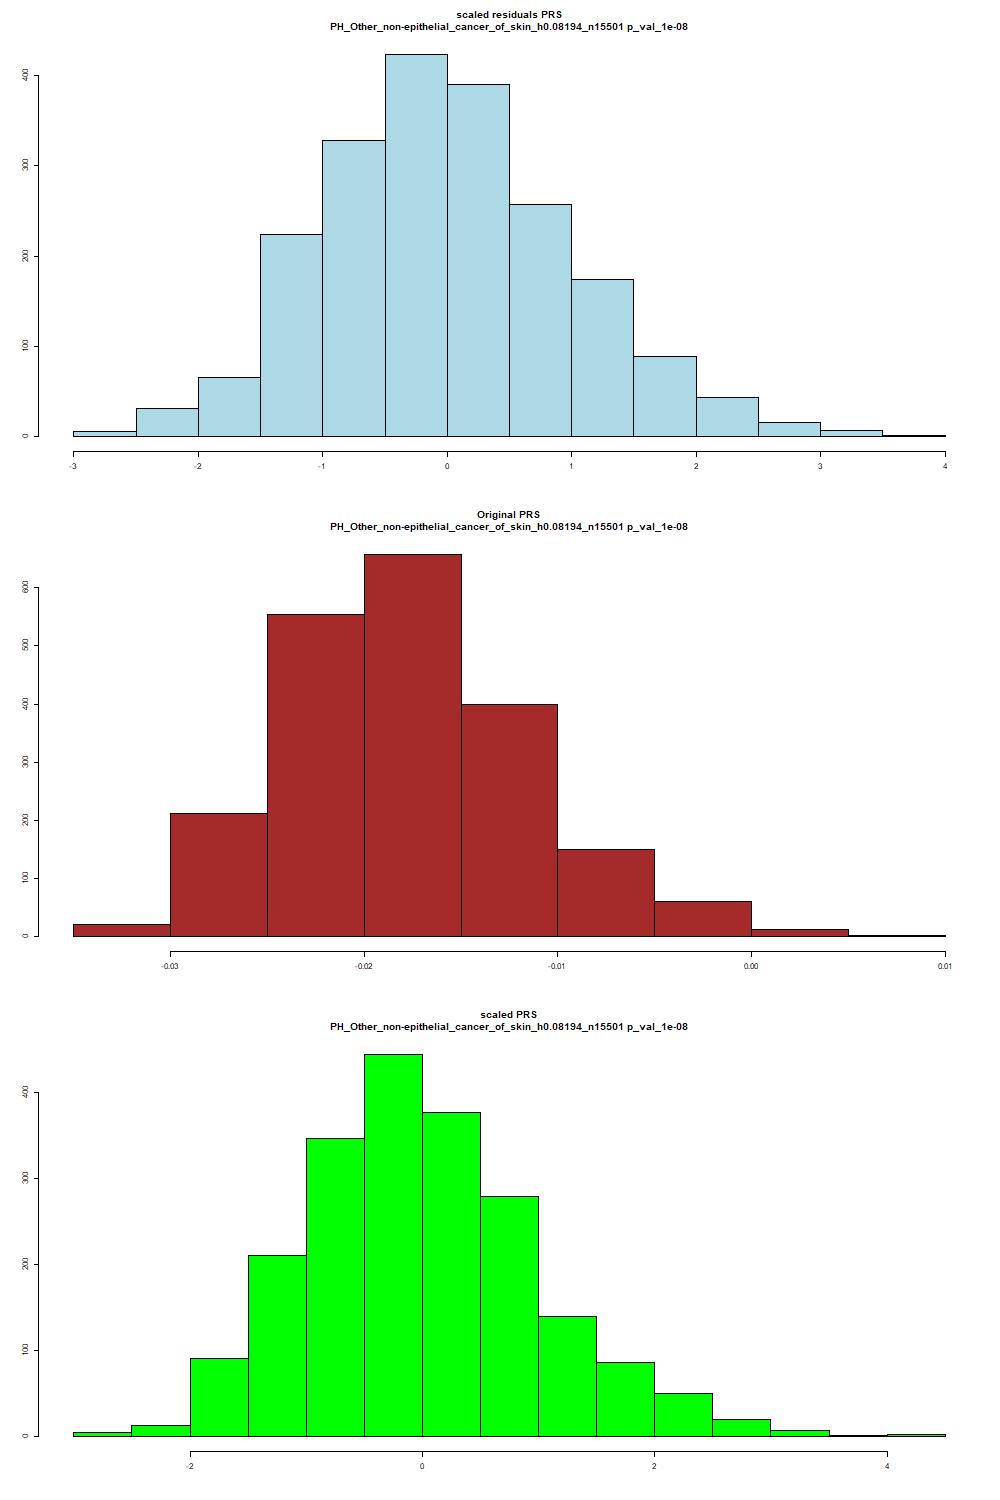 scaled residuals PRS
PH_Other_non-epithelial_cancer_of_skin_h0.08194_n15501 p_val_1e-08
400
300
200
100
0
-3 -2 -1 0 1 2 3 4
Original PRS
PH_Other_non-epithelial_cancer_of_skin_h0.08194_n15501 p_val_1e-08
600
500
400
300
200
100
0
-0.03 -0.02 -0.01 0.00 0.01
scaled PRS
PH_Other_non-epithelial_cancer_of_skin_h0.08194_n15501 p_val_1e-08
400
300
200
100
0
-2 0 2 4